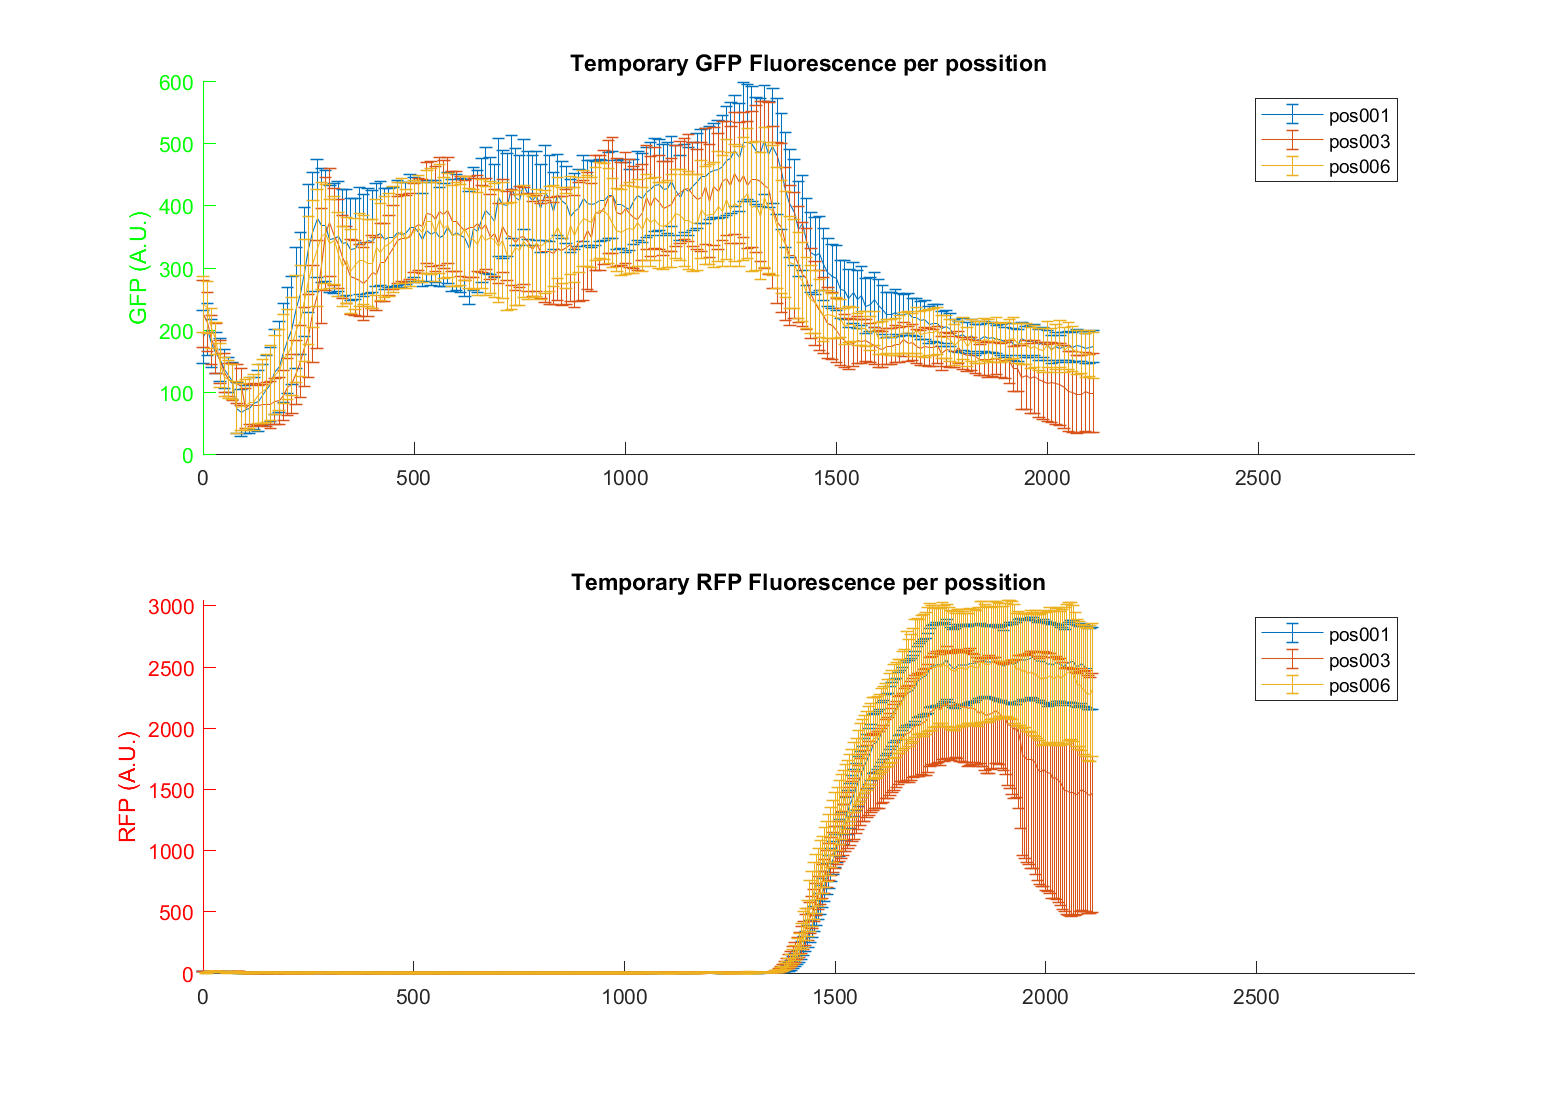 Temporary GFP Fluorescence per possition
GFP (A.U.)
600
500
400
300
200
100
0
0 500 1000 1500 2000 2500
pos001
pos003
pos006
Temporary RFP Fluorescence per possition
RFP (A.U.)
3000
2500
2000
1500
1000
500
0
0 500 1000 1500 2000 2500
pos001
pos003
pos006